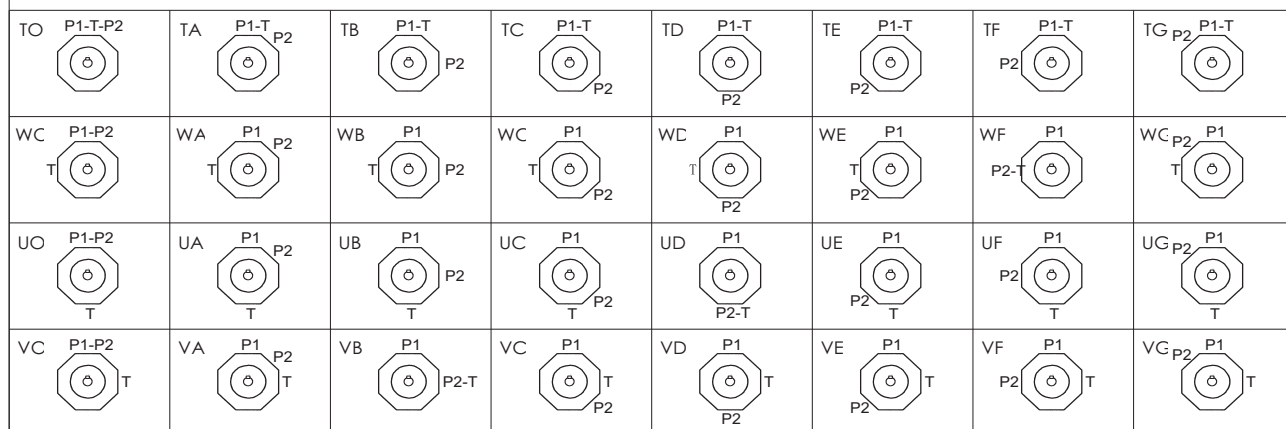 TO P1-T-P2
TA P1-T P2
TB P1-T
P2
TC P1-T
P2
TD P1-T
P2
TE P1-T
P2
TF P1-T
P2
TG P2 P1-T
WO P1-P2
T
WA P1 P2
T
WB P1
T P2
WC P1
T
P2
WD P1
T
P2
WE P1
T
P2
WF P1
P2-T
WG P2 P1
T
UO P1-P2
T
UA P1 P2
T
UB P1
P2
T
UC P1
P2
T
UD P1
P2-T
UE P1
P2
T
UF P1
P2
T
UG P2 P1
T
VO P1-P2
T
VA P1 P2
T
VB P1
P2-T
VC P1
T
P2
VD P1
T
P2
VE P1
T
P2
VF P1
P2 T
VG P2 P1
T